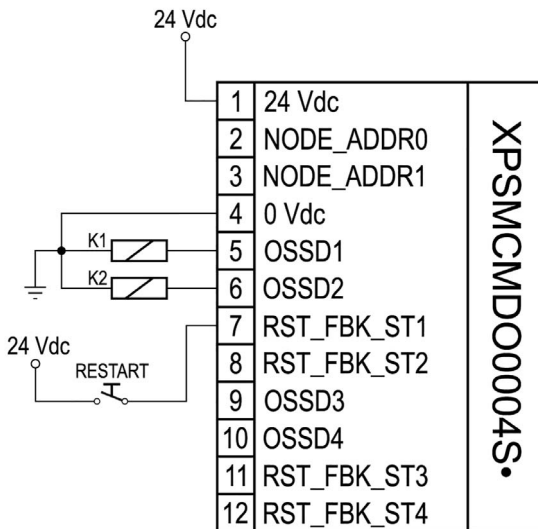 24 Vdc
1 24 Vdc
2 NODE_ADDR0
3 NODE_ADDR1
4 0 Vdc
K1
5 OSSD1
K2
6 OSSD2
7 RST_FBK_ST1
24 Vdc
8 RST_FBK_ST2
RESTART
9 OSSD3
10 OSSD4
11 RST_FBK_ST3
12 RST_FBK_ST4
XPSMCMDO0004S•